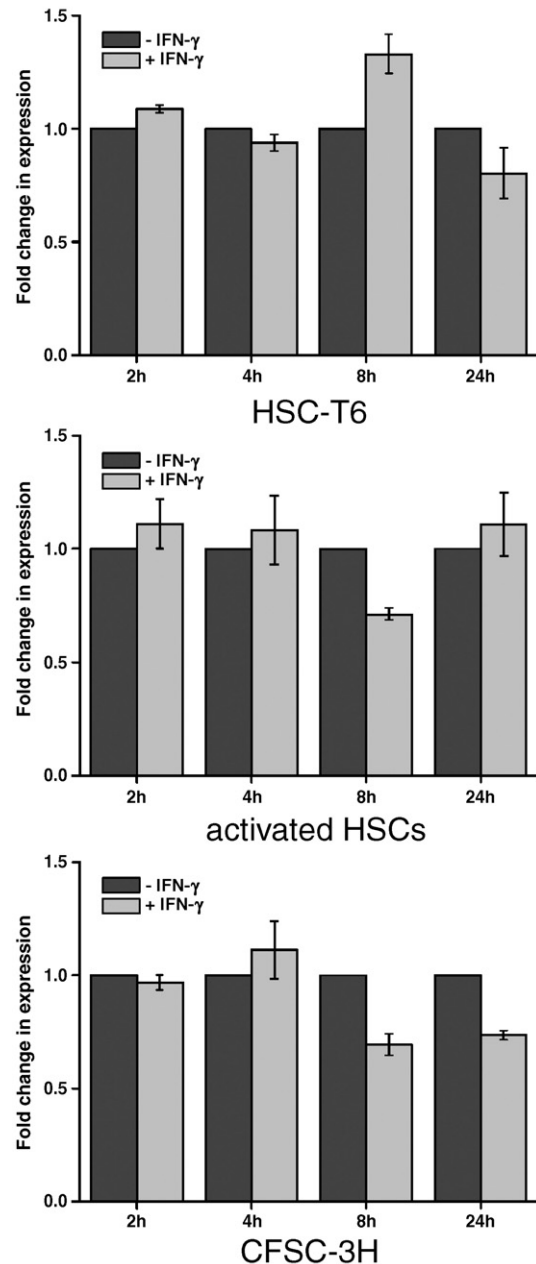 Fold change in expression
1.5
1.0
0.5
0.0
- IFN-γ
+ IFN-γ
2h 4h 8h 24h
HSC-T6
Fold change in expression
1.5
1.0
0.5
0.0
- IFN-γ
+ IFN-γ
2h 4h 8h 24h
activated HSCs
Fold change in expression
1.5
1.0
0.5
0.0
- IFN-γ
+ IFN-γ
2h 4h 8h 24h
CFSC-3H